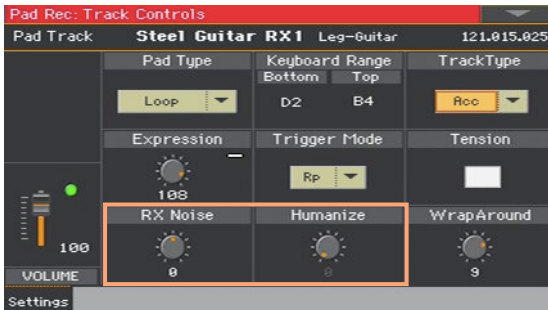 Pad Rec: Track Controls
Pad Track Steel Guitar RX1 Leg-Guitar 121.015.025
Pad Type Keyboard Range TrackType
Bottom Top
Loop D2 B4 Acc
Expression Trigger Mode Tension
Rp
108
RX Noise Humanize WrapAround
100
0 0 9
VOLUME
Settings